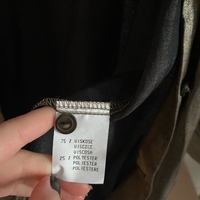 75 % VISKOSE
VISCOSE
VISCOSA
25 % POLYESTER
POLYESTER
POLIESTERE